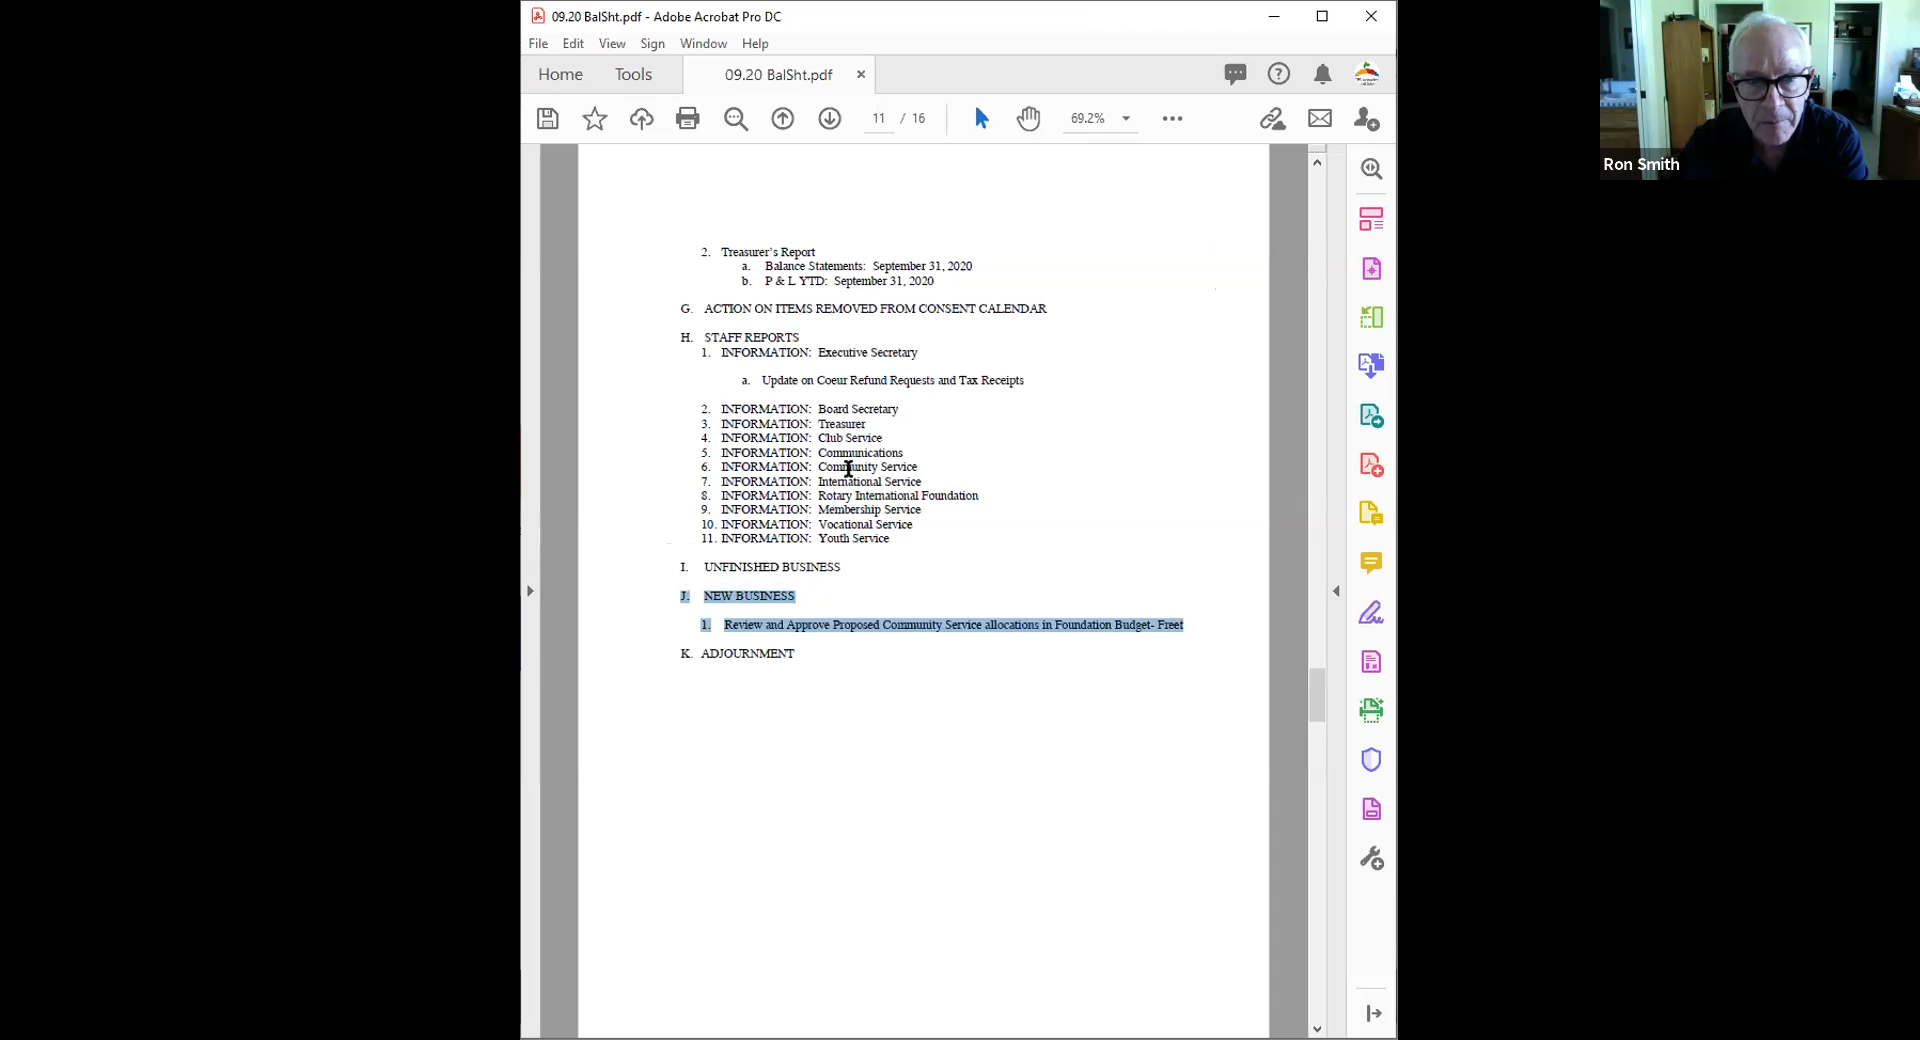 09.20 BalSht.pdf - Adobe Acrobat Pro DC
File Edit View Sign Window Help
Home Tools 09.20 BalSht.pdf
11 / 16 69.2%
Ron Smith
2. Treasurer’s Report
a. Balance Statements: September 31, 2020
b. P & L YTD: September 31, 2020
G. ACTION ON ITEMS REMOVED FROM CONSENT CALENDAR
H. STAFF REPORTS
1. INFORMATION: Executive Secretary
a. Update on Coeur Refund Requests and Tax Receipts
2. INFORMATION: Board Secretary
3. INFORMATION: Treasurer
4. INFORMATION: Club Service
5. INFORMATION: Communications
6. INFORMATION: Community Service
7. INFORMATION: International Service
8. INFORMATION: Rotary International Foundation
9. INFORMATION: Membership Service
10. INFORMATION: Vocational Service
11. INFORMATION: Youth Service
I. UNFINISHED BUSINESS
J. NEW BUSINESS
1. Review and Approve Proposed Community Service allocations in Foundation Budget- Freet
K. ADJOURNMENT